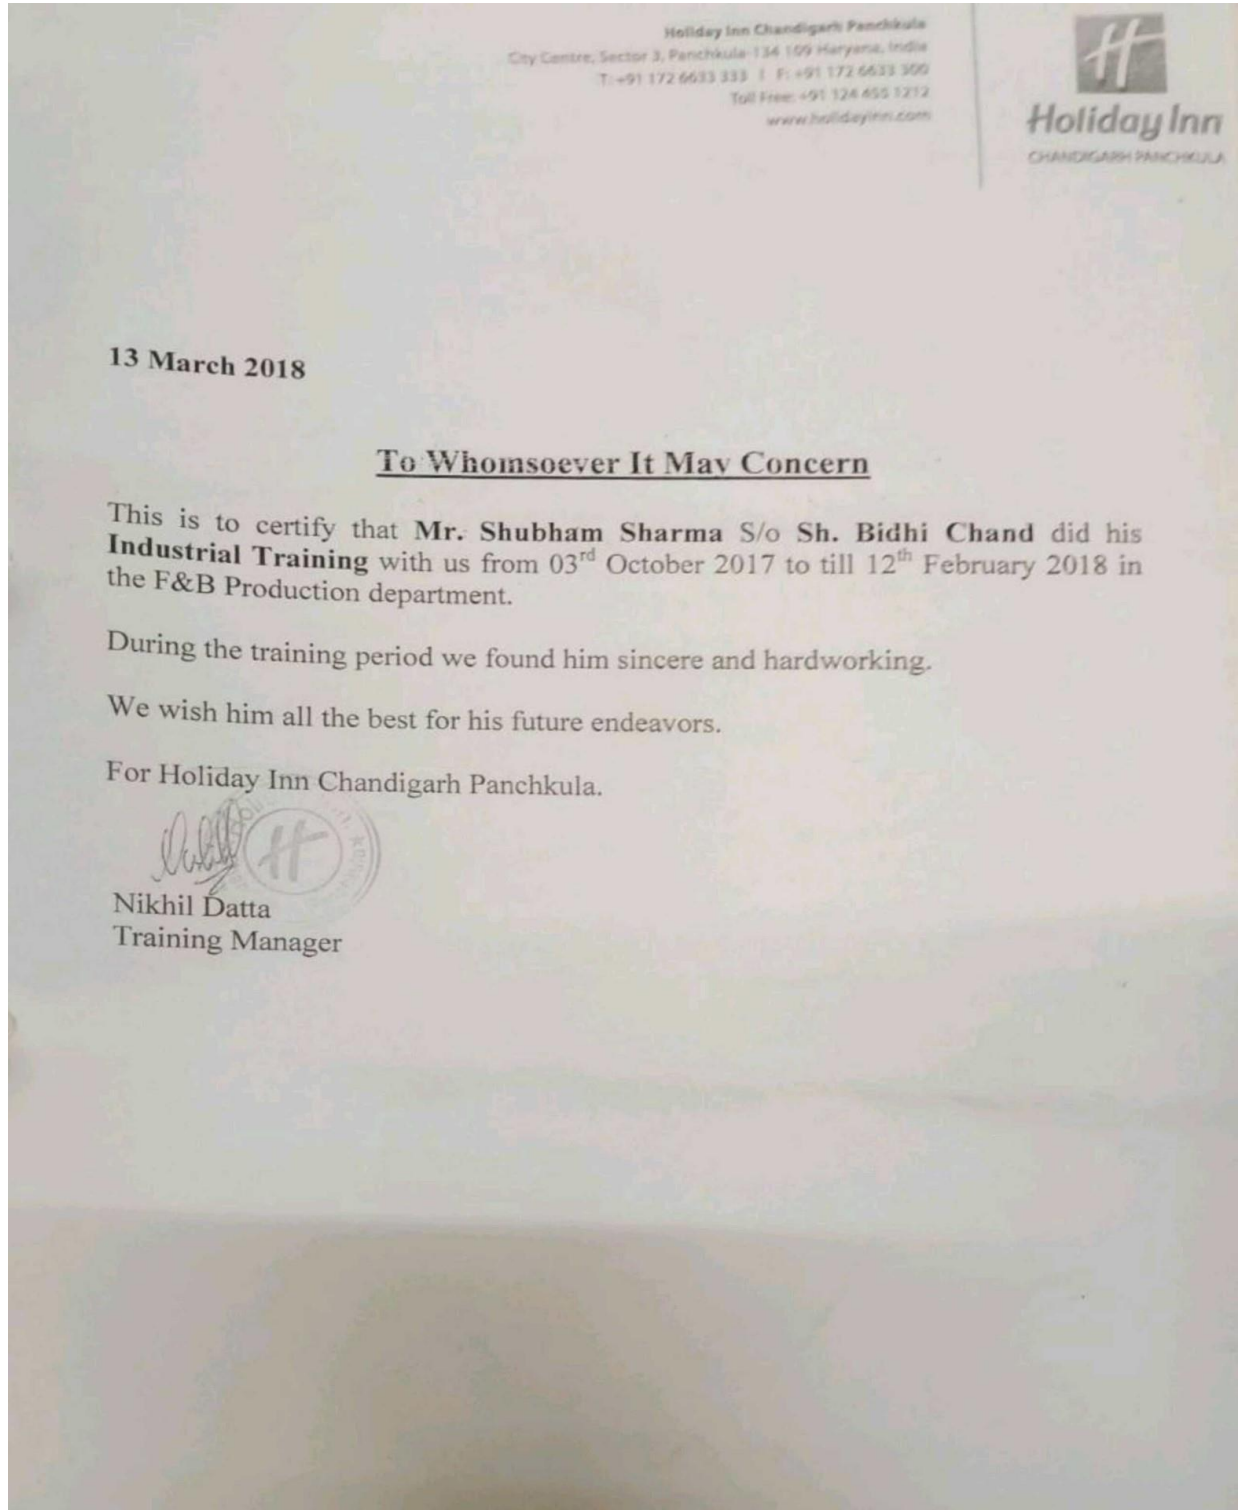 Holiday Inn Chandigarh Panchkula
City Centre, Sector 3, Panchkula-134 109 Haryana, India
T: +91 172 6633 333 | F: +91 172 6633 300
Toll Free: +91 124 455 1212
www.holidayinn.com
H
Holiday Inn
CHANDIGARH PANCHKULA
13 March 2018
To Whomsoever It May Concern
This is to certify that Mr. Shubham Sharma S/o Sh. Bidhi Chand did his
Industrial Training with us from 03rd October 2017 to till 12th February 2018 in
the F&B Production department.
During the training period we found him sincere and hardworking.
We wish him all the best for his future endeavors.
For Holiday Inn Chandigarh Panchkula.
H
Nikhil Datta
Training Manager